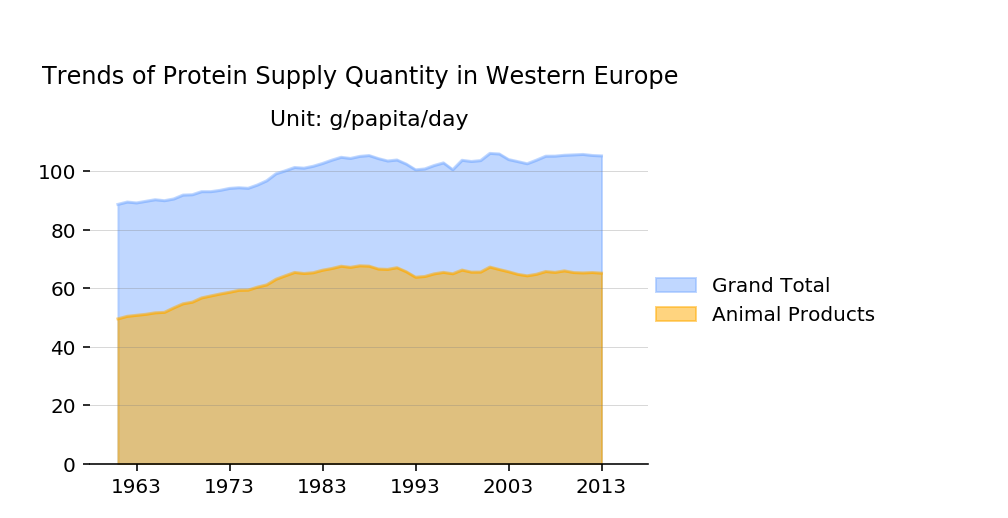 Trends of Protein Supply Quantity in Western Europe
Unit: g/papita/day
100
80
60
40
20
0
1963 1973 1983 1993 2003 2013
Grand Total
Animal Products